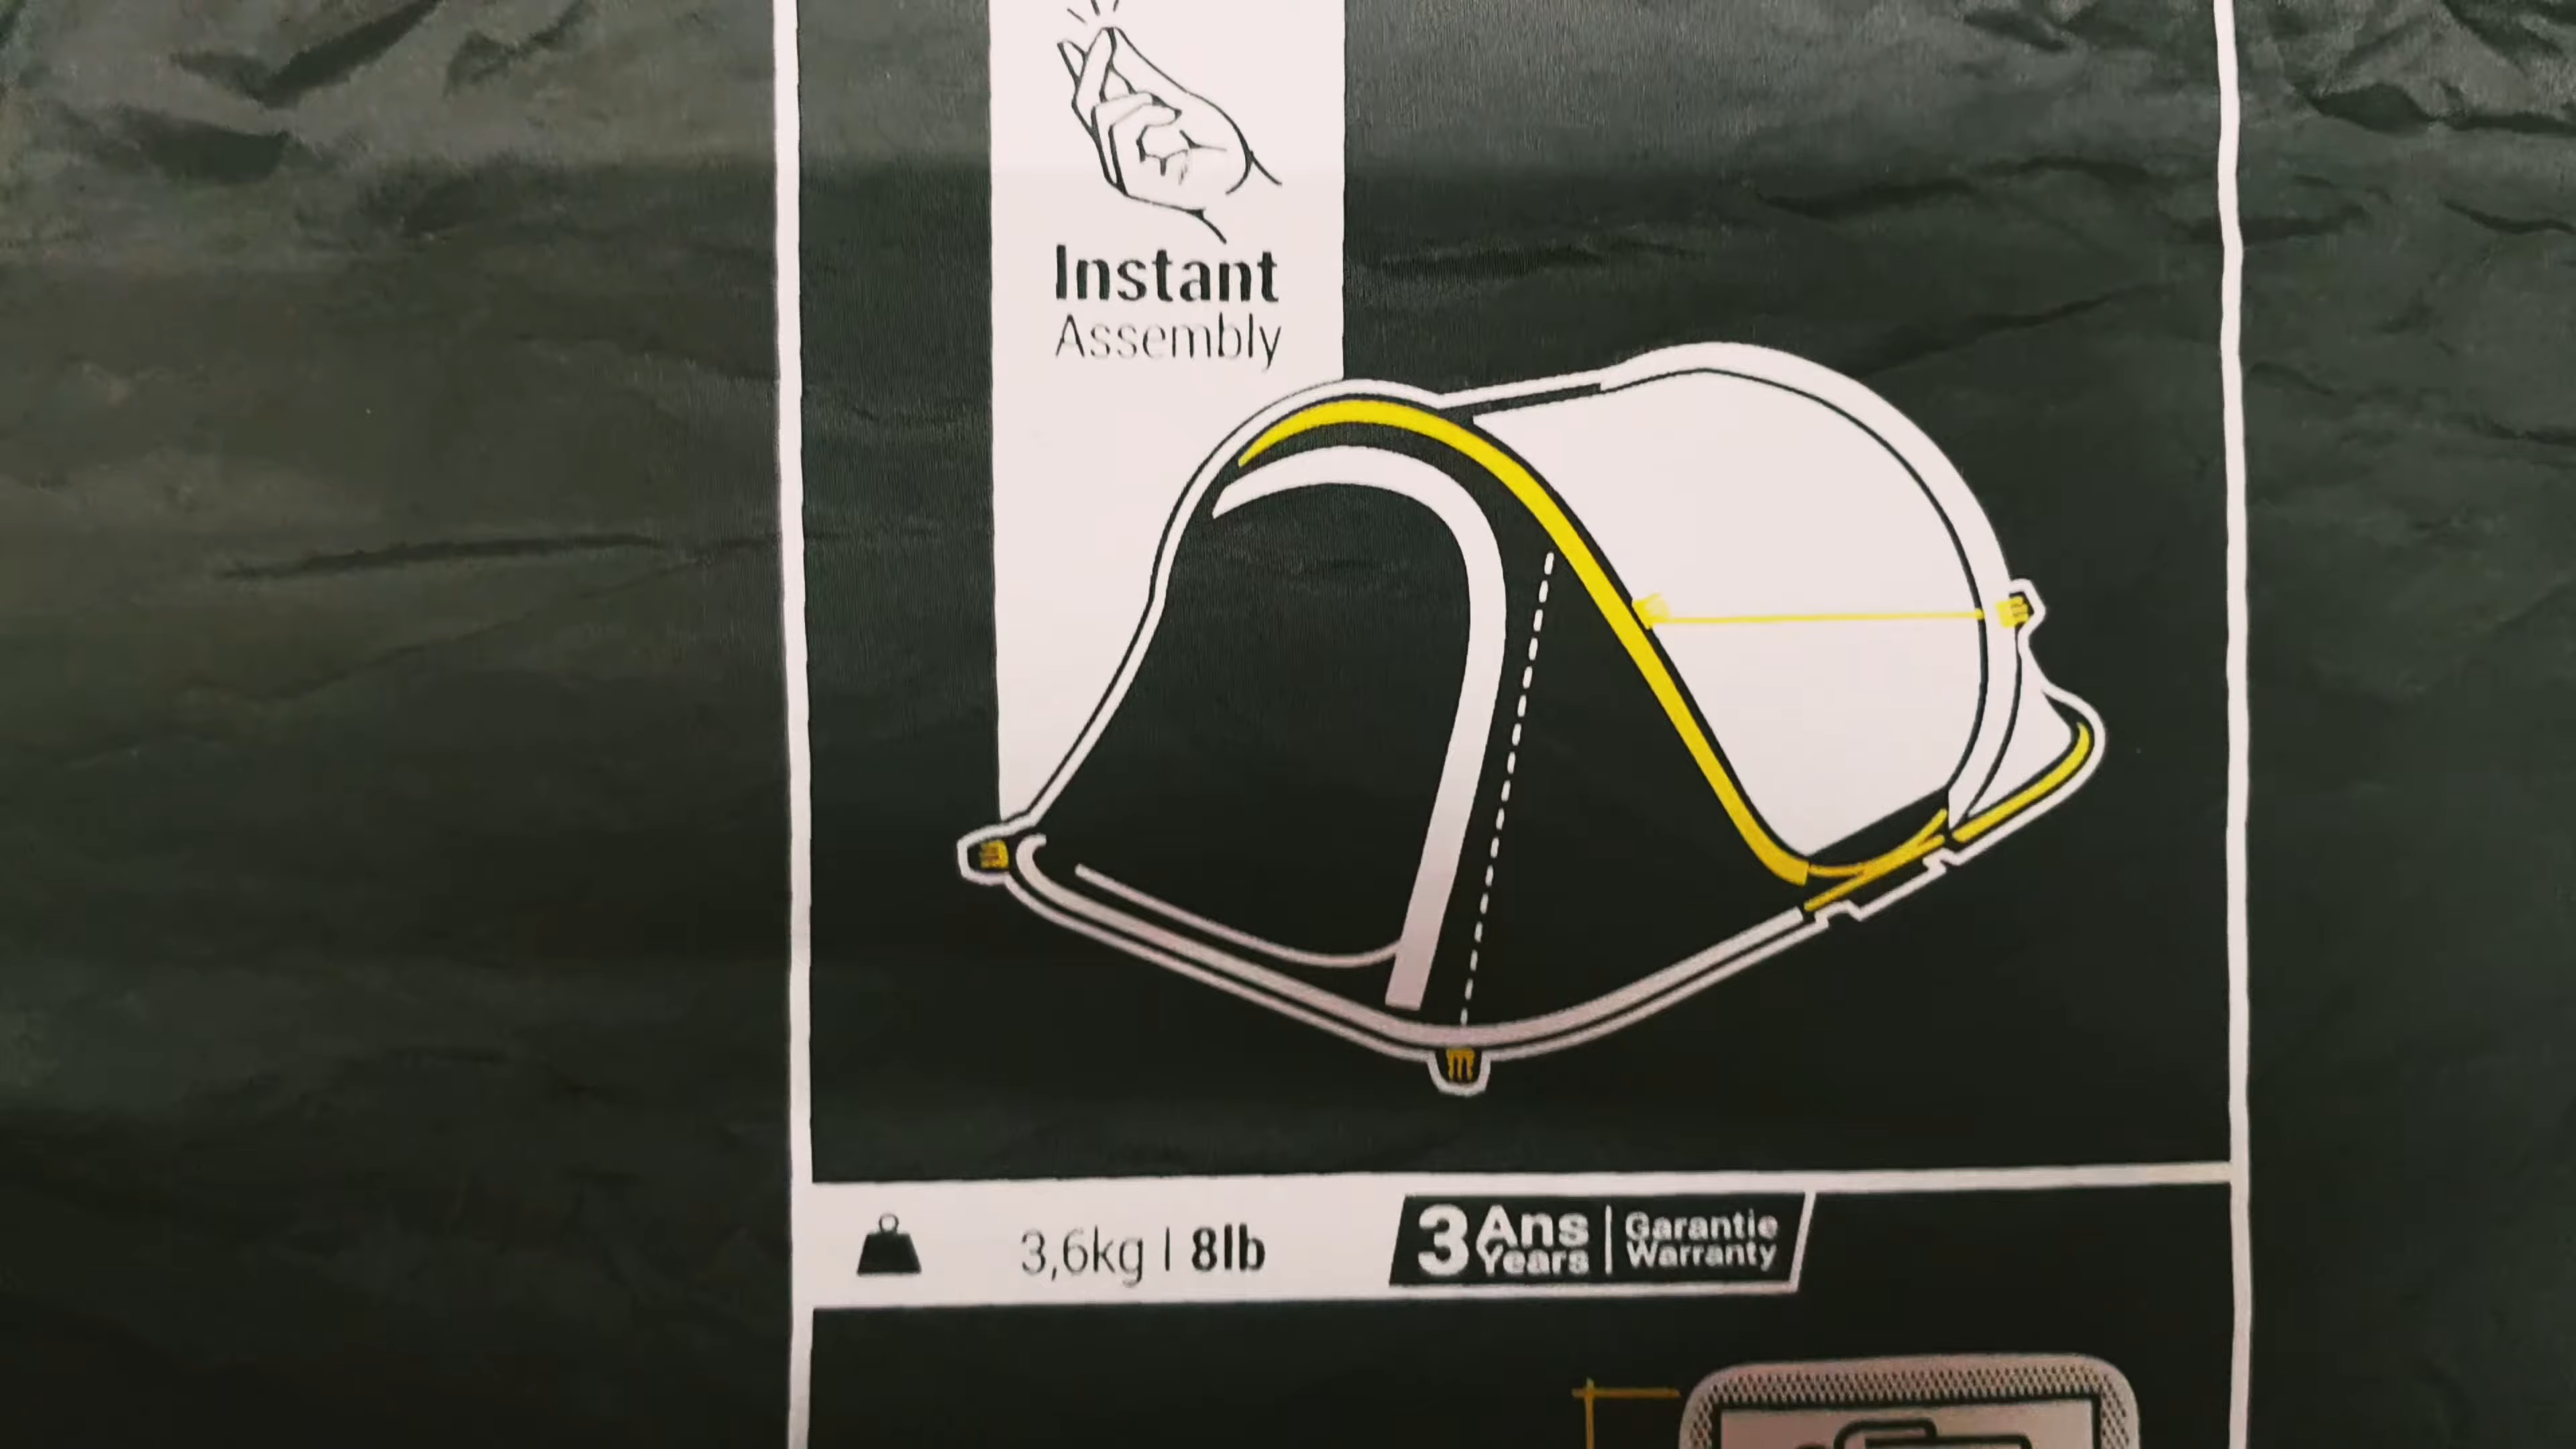 Instant
Assembly
3,6kg | 8lb
3 Ans | Garantie
Years | Warranty